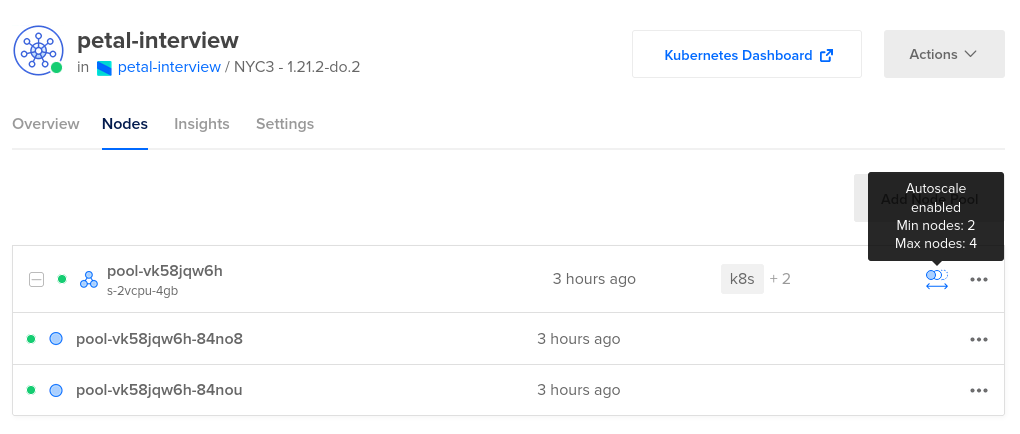 petal-interview
in petal-interview / NYC3 - 1.21.2-do.2
Kubernetes Dashboard
Actions
Overview Nodes Insights Settings
Add Node Pool
Autoscale
enabled
Min nodes: 2
Max nodes: 4
pool-vk58jqw6h
s-2vcpu-4gb
3 hours ago
k8s + 2
pool-vk58jqw6h-84no8 3 hours ago
pool-vk58jqw6h-84nou 3 hours ago